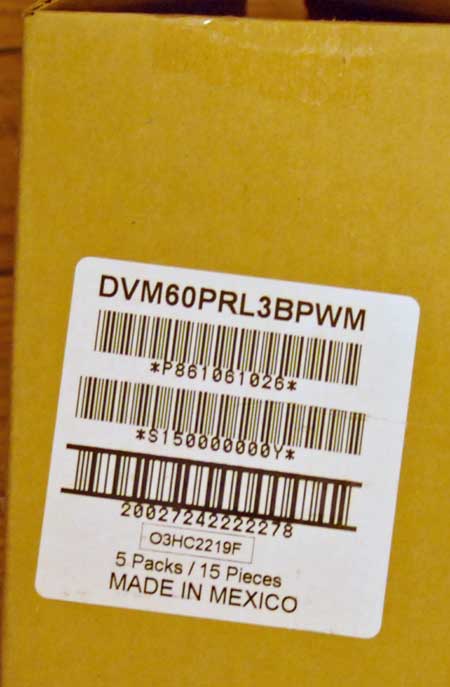 DVM60PRL3BPWM
*P861061026*
*S150000000Y*
20027242222278
O3HC2219F
5 Packs / 15 Pieces
MADE IN MEXICO